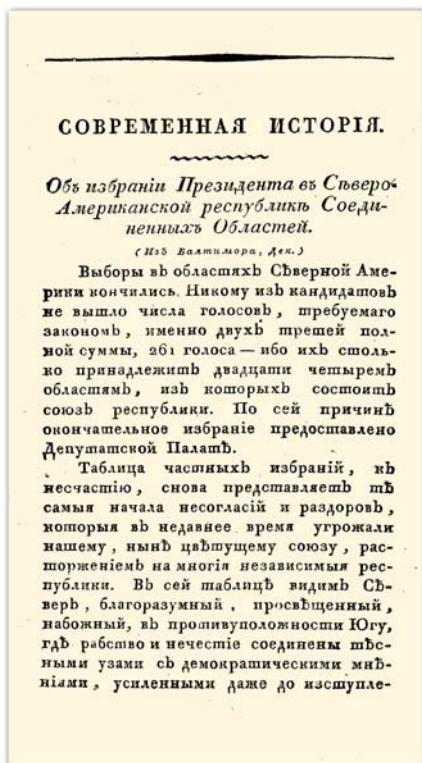 СОВРЕМЕННАЯ ИСТОРІЯ.
Объ избраніи Президента въ Сѣверо-
Американской республикѣ Соеди-
ненныхъ Областей.
(Изъ Балтимора, Дек.)
Выборы въ областяхъ Сѣверной Аме-
рики кончились. Никому изъ кандидатовъ
не вышло числа голосовъ, требуемаго
закономъ, именно двухъ третей пол-
ной суммы, 261 голоса — ибо ихъ столь-
ко принадлежитъ двадцати четыремъ
областямъ, изъ которыхъ состоитъ
союзъ республики. По сей причинѣ
окончательное избраніе предоставлено
Депутатской Палатѣ.
Таблица частныхъ избраній, къ
несчастію, снова представляетъ тѣ
самыя начала несогласій и раздоровъ,
которыя въ недавнее время угрожали
нашему, нынѣ цвѣтущему союзу, рас-
торженіемъ на многія независимыя рес-
публики. Въ сей таблицѣ видимъ Сѣ-
веръ, благоразумный, просвѣщенный,
набожный, въ противуположности Югу,
гдѣ рабство и нечестіе соединены тѣс-
ными узами съ демократическими мнѣ-
ніями, усиленными даже до изступле-